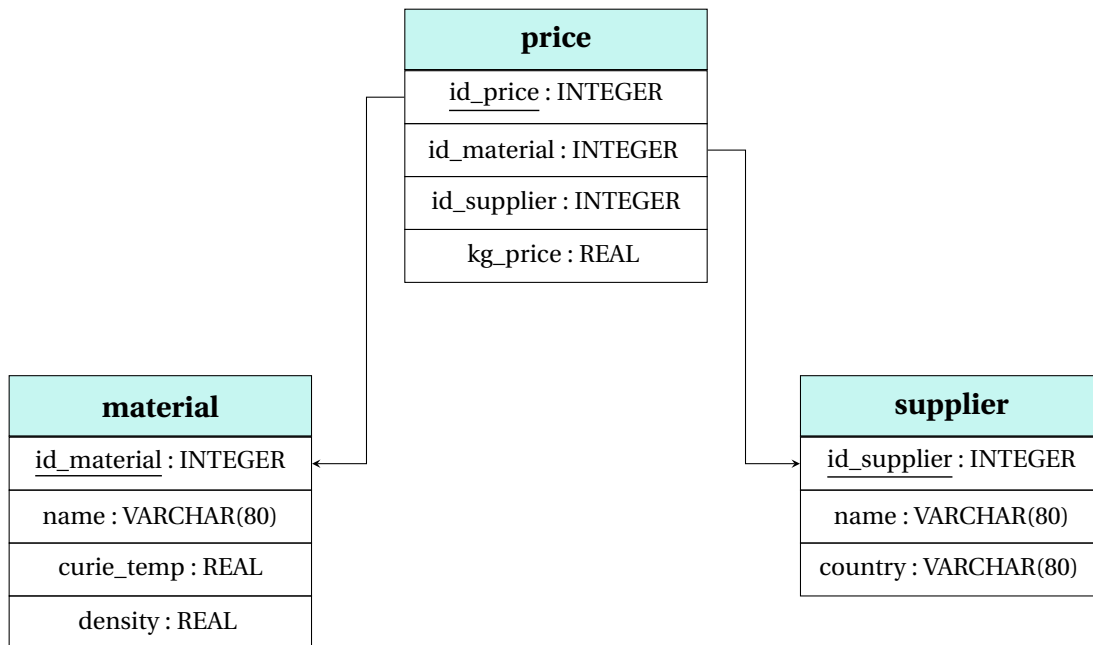 price
id_price : INTEGER
id_material : INTEGER
id_supplier : INTEGER
kg_price : REAL
material
id_material : INTEGER
name : VARCHAR(80)
curie_temp : REAL
density : REAL
supplier
id_supplier : INTEGER
name : VARCHAR(80)
country : VARCHAR(80)